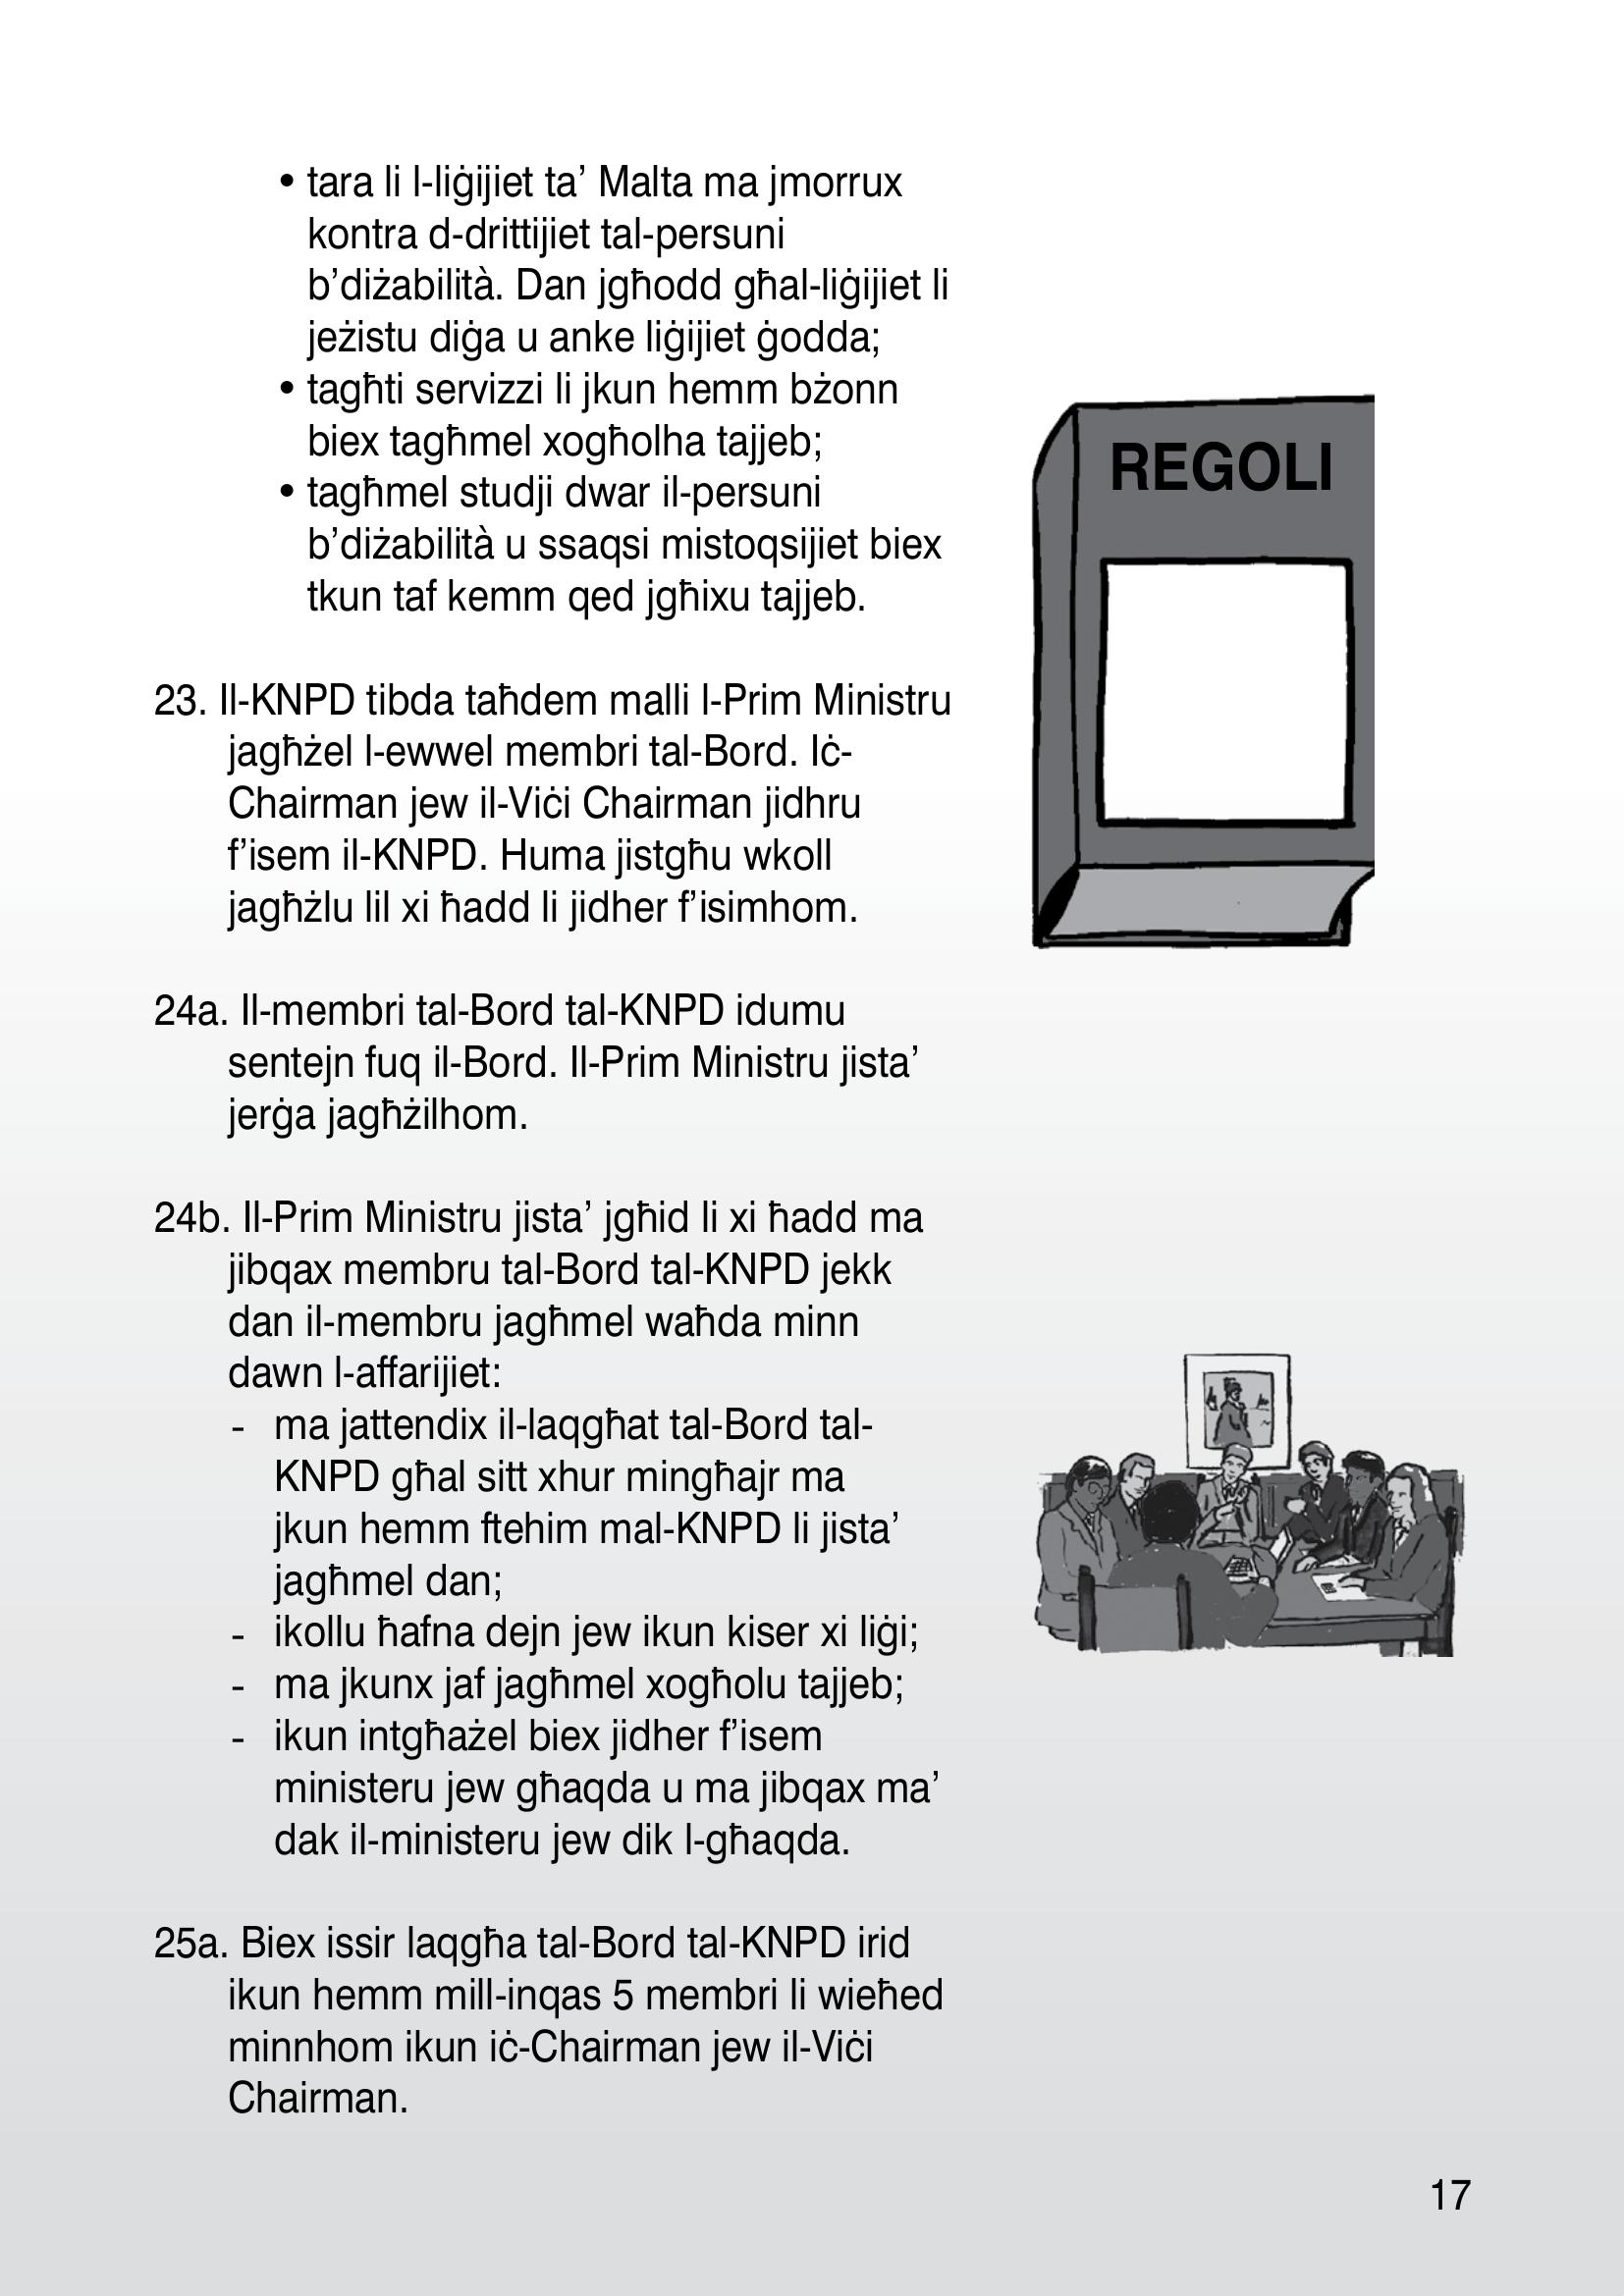 • tara li l-liġijiet ta’ Malta ma jmorrux
kontra d-drittijiet tal-persuni
b’diżabilità. Dan jgħodd għal-liġijiet li
jeżistu diġa u anke liġijiet ġodda;
• tagħti servizzi li jkun hemm bżonn
biex tagħmel xogħolha tajjeb;
• tagħmel studji dwar il-persuni
b’diżabilità u ssaqsi mistoqsijiet biex
tkun taf kemm qed jgħixu tajjeb.
REGOLI
23. Il-KNPD tibda taħdem malli l-Prim Ministru
jagħżel l-ewwel membri tal-Bord. Iċ-
Chairman jew il-Viċi Chairman jidhru
f’isem il-KNPD. Huma jistgħu wkoll
jagħżlu lil xi ħadd li jidher f’isimhom.
24a. Il-membri tal-Bord tal-KNPD idumu
sentejn fuq il-Bord. Il-Prim Ministru jista’
jerġa jagħżilhom.
24b. Il-Prim Ministru jista’ jgħid li xi ħadd ma
jibqax membru tal-Bord tal-KNPD jekk
dan il-membru jagħmel waħda minn
dawn l-affarijiet:
- ma jattendix il-laqgħat tal-Bord tal-
KNPD għal sitt xhur mingħajr ma
jkun hemm ftehim mal-KNPD li jista’
jagħmel dan;
- ikollu ħafna dejn jew ikun kiser xi liġi;
- ma jkunx jaf jagħmel xogħolu tajjeb;
- ikun intgħażel biex jidher f’isem
ministeru jew għaqda u ma jibqax ma’
dak il-ministeru jew dik l-għaqda.
25a. Biex issir laqgħa tal-Bord tal-KNPD irid
ikun hemm mill-inqas 5 membri li wieħed
minnhom ikun iċ-Chairman jew il-Viċi
Chairman.
17